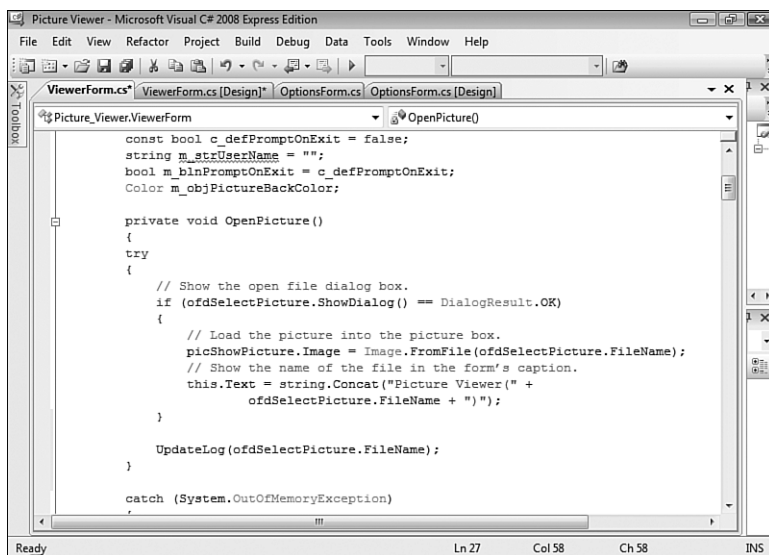 Picture Viewer - Microsoft Visual C# 2008 Express Edition
File Edit View Refactor Project Build Debug Data Tools Window Help
Toolbox
ViewerForm.cs* ViewerForm.cs [Design]* OptionsForm.cs OptionsForm.cs [Design]
Picture_Viewer.ViewerForm OpenPicture()
const bool c_defPromptOnExit = false;
string m_strUserName = "";
bool m_blnPromptOnExit = c_defPromptOnExit;
Color m_objPictureBackColor;
private void OpenPicture()
{
try
{
// Show the open file dialog box.
if (ofdSelectPicture.ShowDialog() == DialogResult.OK)
{
// Load the picture into the picture box.
picShowPicture.Image = Image.FromFile(ofdSelectPicture.FileName);
// Show the name of the file in the form's caption.
this.Text = string.Concat("Picture Viewer(" +
ofdSelectPicture.FileName + ")");
}
UpdateLog(ofdSelectPicture.FileName);
}
catch (System.OutOfMemoryException)
Ready Ln 27 Col 58 Ch 58 INS